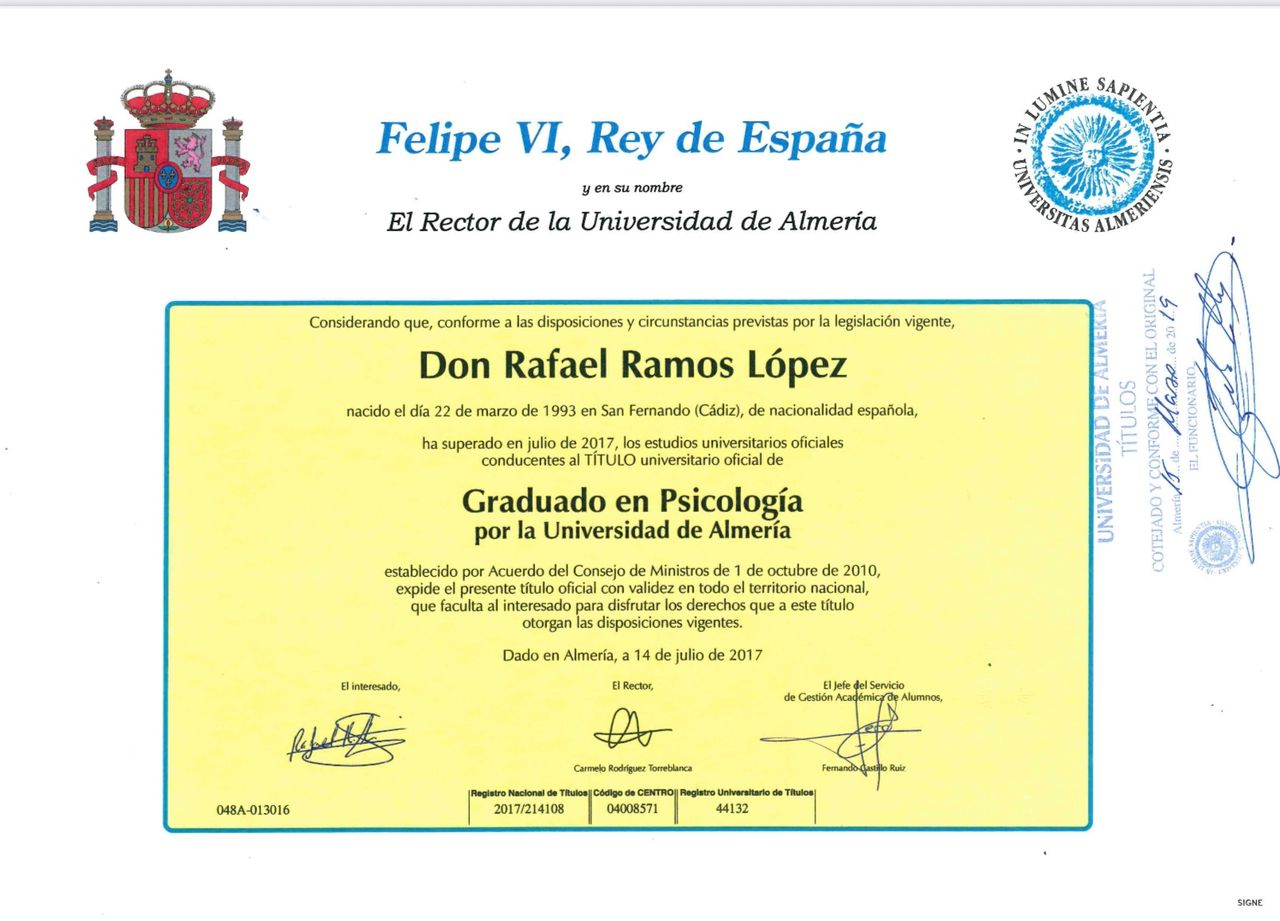 Felipe VI, Rey de España
y en su nombre
El Rector de la Universidad de Almería
· IN LUMINE SAPIENTIA · UNIVERSITAS ALMERIENSIS
Considerando que, conforme a las disposiciones y circunstancias previstas por la legislación vigente,
Don Rafael Ramos López
nacido el día 22 de marzo de 1993 en San Fernando (Cádiz), de nacionalidad española,
ha superado en julio de 2017, los estudios universitarios oficiales
conducentes al TÍTULO universitario oficial de
Graduado en Psicología
por la Universidad de Almería
establecido por Acuerdo del Consejo de Ministros de 1 de octubre de 2010,
expide el presente título oficial con validez en todo el territorio nacional,
que faculta al interesado para disfrutar los derechos que a este título
otorgan las disposiciones vigentes.
Dado en Almería, a 14 de julio de 2017
El interesado,
El Rector,
El Jefe del Servicio
de Gestión Académica de Alumnos,
Carmelo Rodríguez Torreblanca
Fernando Castillo Ruiz
048A-013016
Registro Nacional de Títulos
2017/214108
Código de CENTRO
04008571
Registro Universitario de Títulos
44132
UNIVERSIDAD DE ALMERIA
TÍTULOS
COTEJADO Y CONFORME CON EL ORIGINAL
Almería 15 de Marzo de 2019
EL FUNCIONARIO
SIGNE